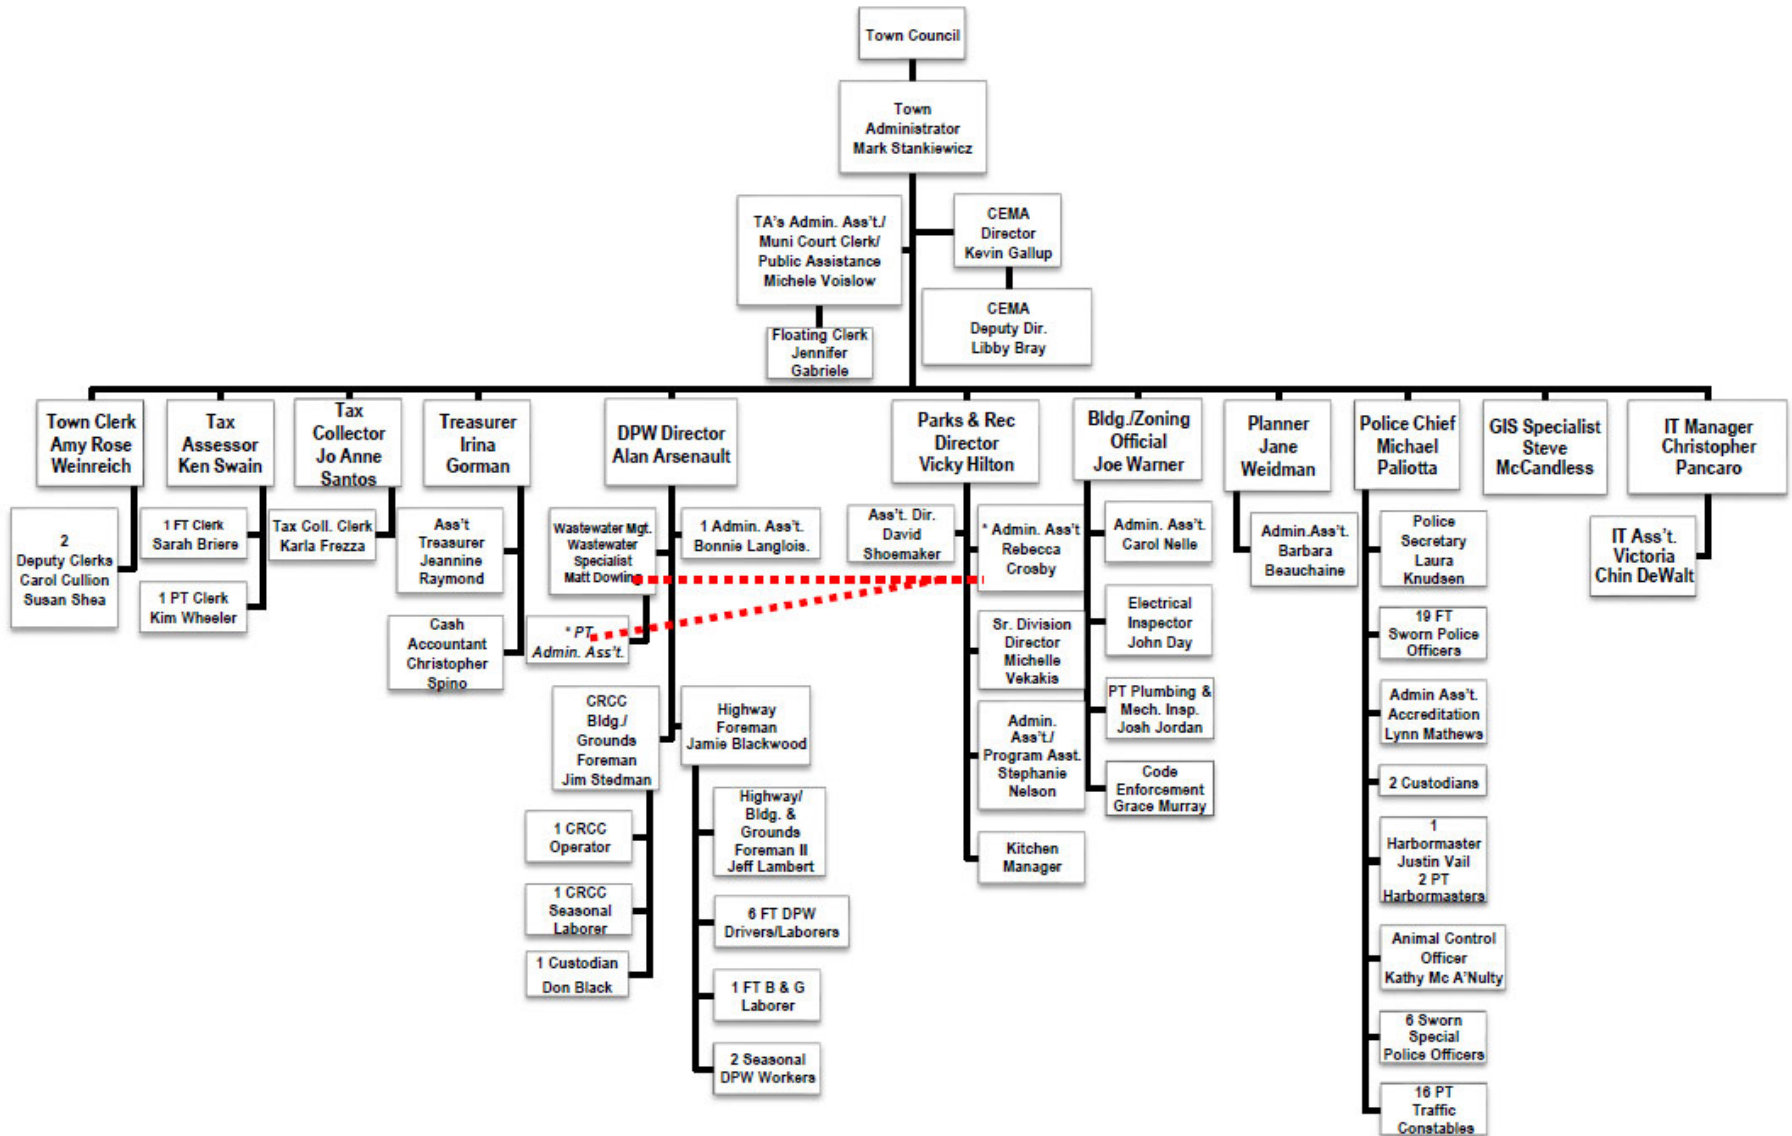 Town Council
Town
Administrator
Mark Stankiewicz
TA's Admin. Ass't./
Muni Court Clerk/
Public Assistance
Michele Voislow
CEMA
Director
Kevin Gallup
Floating Clerk
Jennifer
Gabriele
CEMA
Deputy Dir.
Libby Bray
Town Clerk
Amy Rose
Weinreich
Tax
Assessor
Ken Swain
Tax
Collector
Jo Anne
Santos
Treasurer
Irina
Gorman
DPW Director
Alan Arsenault
Parks & Rec
Director
Vicky Hilton
Bldg./Zoning
Official
Joe Warner
Planner
Jane
Weidman
Police Chief
Michael
Paliotta
GIS Specialist
Steve
McCandless
IT Manager
Christopher
Pancaro
2
Deputy Clerks
Carol Cullion
Susan Shea
1 FT Clerk
Sarah Briere
1 PT Clerk
Kim Wheeler
Tax Coll. Clerk
Karla Frezza
Ass't
Treasurer
Jeannine
Raymond
Cash
Accountant
Christopher
Spino
Wastewater Mgt.
Wastewater
Specialist
Matt Dowling
1 Admin. Ass't.
Bonnie Langlois.
* PT
Admin. Ass't.
CRCC
Bldg./
Grounds
Foreman
Jim Stedman
1 CRCC
Operator
1 CRCC
Seasonal
Laborer
1 Custodian
Don Black
Highway
Foreman
Jamie Blackwood
Highway/
Bldg. &
Grounds
Foreman II
Jeff Lambert
6 FT DPW
Drivers/Laborers
1 FT B & G
Laborer
2 Seasonal
DPW Workers
Ass't. Dir.
David
Shoemaker
* Admin. Ass't
Rebecca
Crosby
Sr. Division
Director
Michelle
Vekakis
Admin.
Ass't./
Program Asst.
Stephanie
Nelson
Kitchen
Manager
Admin. Ass't.
Carol Nelle
Electrical
Inspector
John Day
PT Plumbing &
Mech. Insp.
Josh Jordan
Code
Enforcement
Grace Murray
Admin.Ass't.
Barbara
Beauchaine
Police
Secretary
Laura
Knudsen
19 FT
Sworn Police
Officers
Admin Ass't.
Accreditation
Lynn Mathews
2 Custodians
1
Harbormaster
Justin Vail
2 PT
Harbormasters
Animal Control
Officer
Kathy Mc A'Nulty
6 Sworn
Special
Police Officers
16 PT
Traffic
Constables
IT Ass't.
Victoria
Chin DeWalt